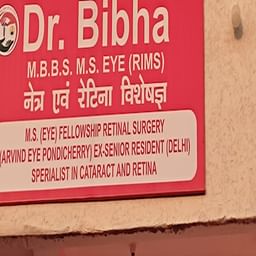 Dr. Bibha
M.B.B.S. M.S. EYE (RIMS)
नेत्र एवं रेटिना विशेषज्ञ
M.S. (EYE) FELLOWSHIP RETINAL SURGERY
(ARVIND EYE PONDICHERRY) EX-SENIOR RESIDENT (DELHI)
SPERIALIST IN CATARACT AND RETINA